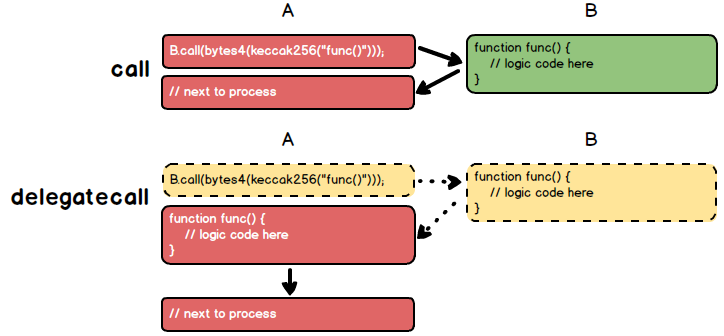 A B
B.call(bytes4(keccak256("func()")));
function func() {
// logic code here
}
call
// next to process
A B
delegatecall
B.call(bytes4(keccak256("func()")));
function func() {
// logic code here
}
function func() {
// logic code here
}
// next to process